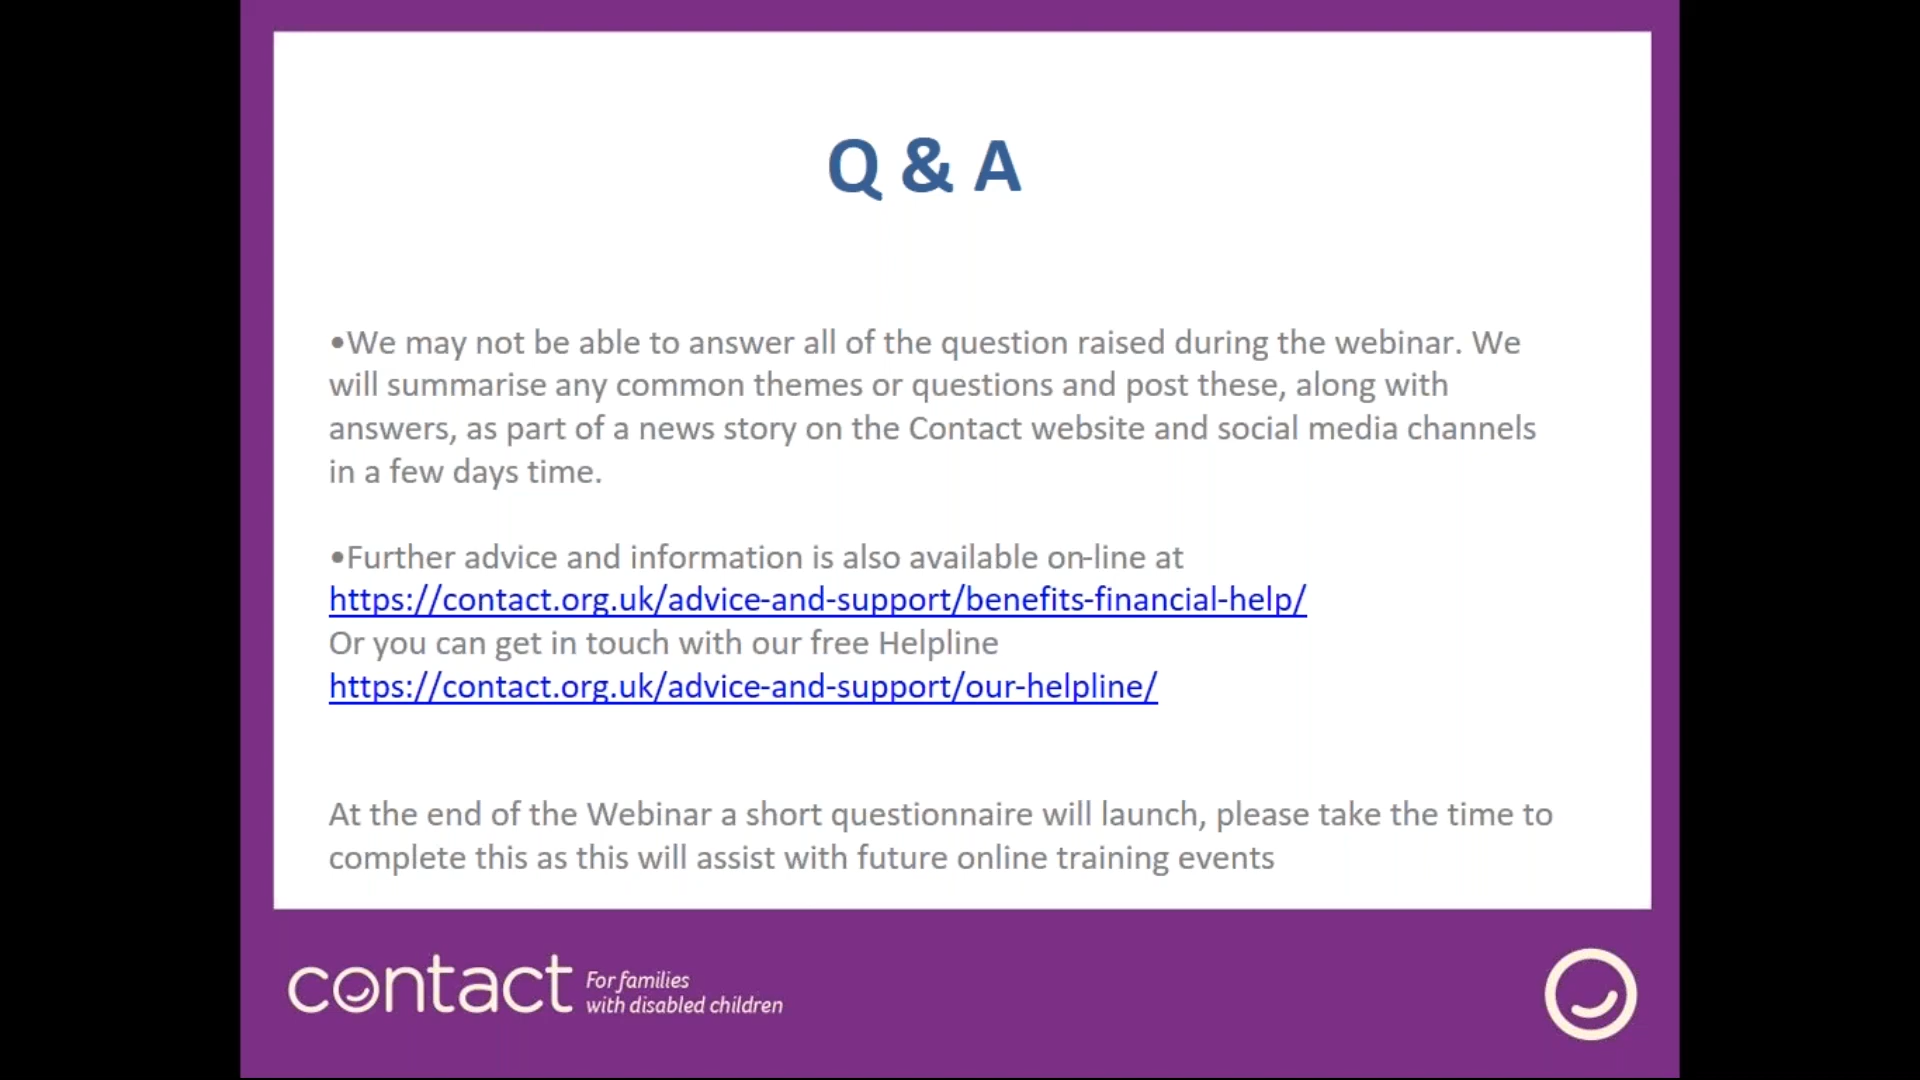 Q & A
•We may not be able to answer all of the question raised during the webinar. We
will summarise any common themes or questions and post these, along with
answers, as part of a news story on the Contact website and social media channels
in a few days time.
•Further advice and information is also available on-line at
https://contact.org.uk/advice-and-support/benefits-financial-help/
Or you can get in touch with our free Helpline
https://contact.org.uk/advice-and-support/our-helpline/
At the end of the Webinar a short questionnaire will launch, please take the time to
complete this as this will assist with future online training events
contact
For families
with disabled children